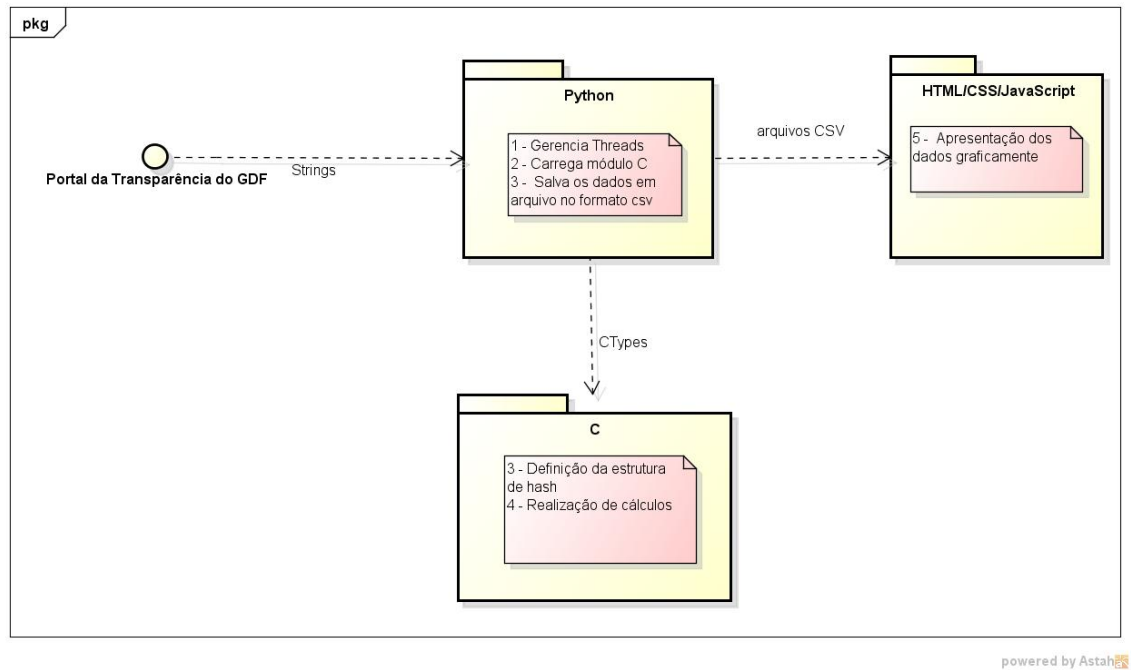 pkg
Python
1 - Gerencia Threads
2 - Carrega módulo C
3 -  Salva os dados em
arquivo no formato csv
HTML/CSS/JavaScript
5 -  Apresentação dos
dados graficamente
arquivos CSV
Strings
Portal da Transparência do GDF
CTypes
C
3 - Definição da estrutura
de hash
4 - Realização de cálculos
powered by Astah